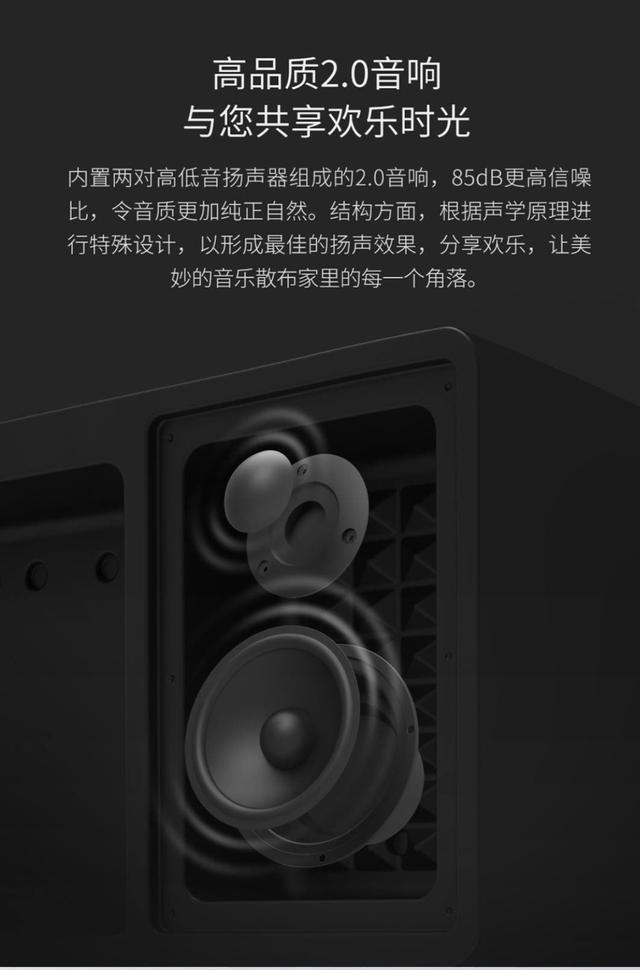 高品质2.0音响
与您共享欢乐时光
内置两对高低音扬声器组成的2.0音响，85dB更高信噪
比，令音质更加纯正自然。结构方面，根据声学原理进
行特殊设计，以形成最佳的扬声效果，分享欢乐，让美
妙的音乐散布家里的每一个角落。